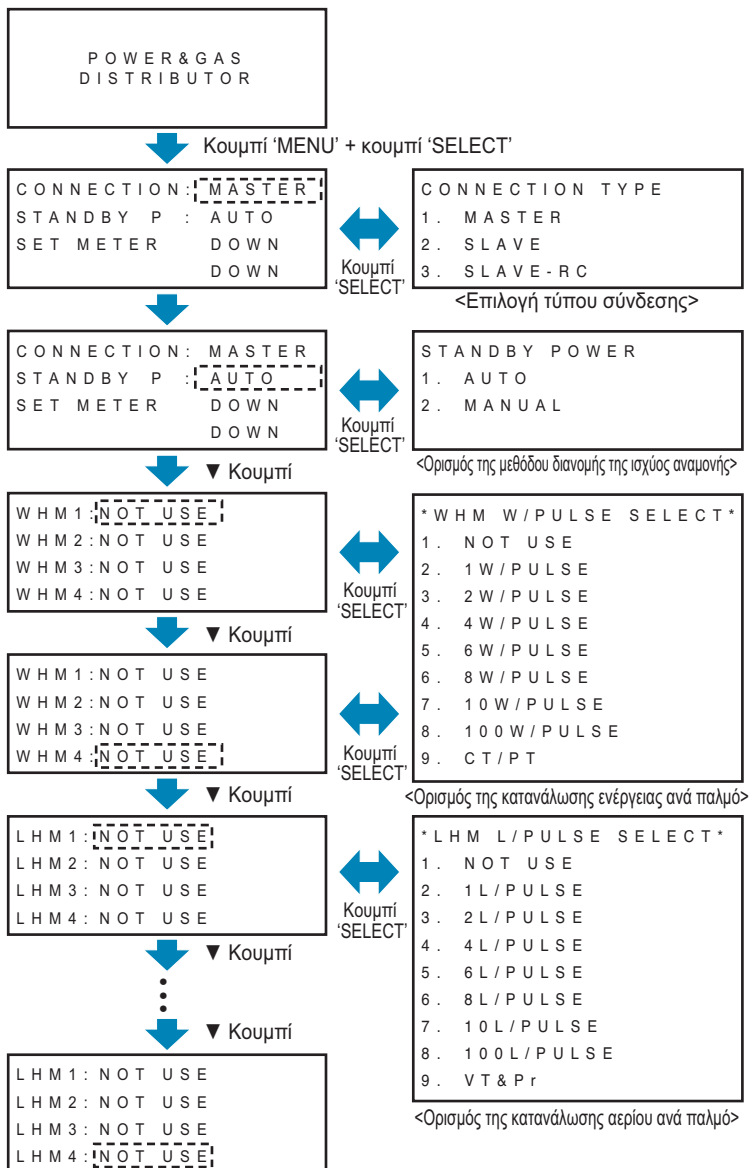 POWER&GAS
DISTRIBUTOR
Κουμπί ‘MENU’ + κουμπί ‘SELECT’
CONNECTION: MASTER
STANDBY P : AUTO
SET METER DOWN
DOWN
Κουμπί
‘SELECT’
CONNECTION TYPE
1. MASTER
2. SLAVE
3. SLAVE-RC
<Επιλογή τύπου σύνδεσης>
CONNECTION: MASTER
STANDBY P : AUTO
SET METER DOWN
DOWN
Κουμπί
‘SELECT’
STANDBY POWER
1. AUTO
2. MANUAL
<Ορισμός της μεθόδου διανομής της ισχύος αναμονής>
▼ Κουμπί
WHM1:NOT USE
WHM2:NOT USE
WHM3:NOT USE
WHM4:NOT USE
Κουμπί
‘SELECT’
▼ Κουμπί
WHM1:NOT USE
WHM2:NOT USE
WHM3:NOT USE
WHM4:NOT USE
Κουμπί
‘SELECT’
*WHM W/PULSE SELECT*
1. NOT USE
2. 1W/PULSE
3. 2W/PULSE
4. 4W/PULSE
5. 6W/PULSE
6. 8W/PULSE
7. 10W/PULSE
8. 100W/PULSE
9. CT/PT
<Ορισμός της κατανάλωσης ενέργειας ανά παλμό>
▼ Κουμπί
LHM1: NOT USE
LHM2: NOT USE
LHM3: NOT USE
LHM4: NOT USE
Κουμπί
‘SELECT’
*LHM L/PULSE SELECT*
1. NOT USE
2. 1L/PULSE
3. 2L/PULSE
4. 4L/PULSE
5. 6L/PULSE
6. 8L/PULSE
7. 10L/PULSE
8. 100L/PULSE
9. VT&Pr
<Ορισμός της κατανάλωσης αερίου ανά παλμό>
▼ Κουμπί
▼ Κουμπί
LHM1: NOT USE
LHM2: NOT USE
LHM3: NOT USE
LHM4: NOT USE